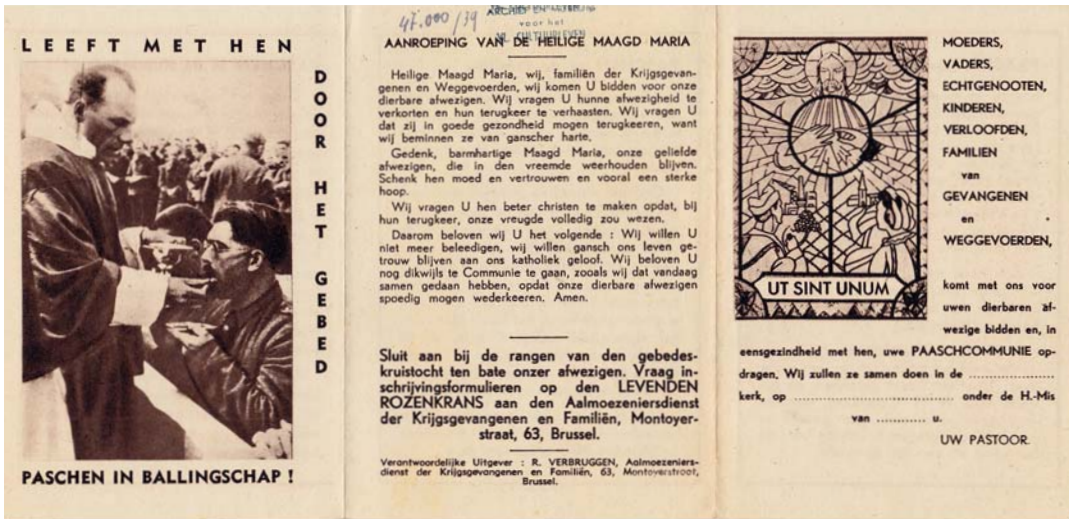 LEEFT MET HEN
DOOR HET GEBED
PASCHEN IN BALLINGSCHAP !
47.000/39
ARCHIEF EN
voor het
VL. CULTUURLEVEN
AANROEPING VAN DE HEILIGE MAAGD MARIA
Heilige Maagd Maria, wij, familiën der Krijgsgevan-
genen en Weggevoerden, wij komen U bidden voor onze
dierbare afwezigen. Wij vragen U hunne afwezigheid te
verkorten en hun terugkeer te verhaasten. Wij vragen U
dat zij in goede gezondheid mogen terugkeeren, want
wij beminnen ze van ganscher harte.
Gedenk, barmhartige Maagd Maria, onze geliefde
afwezigen, die in den vreemde weerhouden blijven.
Schenk hen moed en vertrouwen en vooral een sterke
hoop.
Wij vragen U hen beter christen te maken opdat, bij
hun terugkeer, onze vreugde volledig zou wezen.
Daarom beloven wij U het volgende : Wij willen U
niet meer beleedigen, wij willen gansch ons leven ge-
trouw blijven aan ons katholiek geloof. Wij beloven U
nog dikwijls te Communie te gaan, zooals wij dat vandaag
samen gedaan hebben, opdat onze dierbare afwezigen
spoedig mogen wederkeeren. Amen.
Sluit aan bij de rangen van den gebedes-
kruistocht ten bate onzer afwezigen. Vraag in-
schrijvingsformulieren op den LEVENDEN
ROZENKRANS aan den Aalmoezeniersdienst
der Krijgsgevangenen en Familiën, Montoyer-
straat, 63, Brussel.
Verantwoordelijke Uitgever : R. VERBRUGGEN, Aalmoezeniers-
dienst der Krijgsgevangenen en Familiën, 63, Montoyerstraat,
Brussel.
UT SINT UNUM
MOEDERS,
VADERS,
ECHTGENOOTEN,
KINDEREN,
VERLOOFDEN,
FAMILIEN
van
GEVANGENEN
en
WEGGEVOERDEN,
komt met ons voor
uwen dierbaren af-
wezige bidden en, in
eensgezindheid met hen, uwe PAASCHCOMMUNIE op-
dragen. Wij zullen ze samen doen in de ....................
kerk, op ...................................... onder de H.-Mis
van ............ u.
UW PASTOOR.